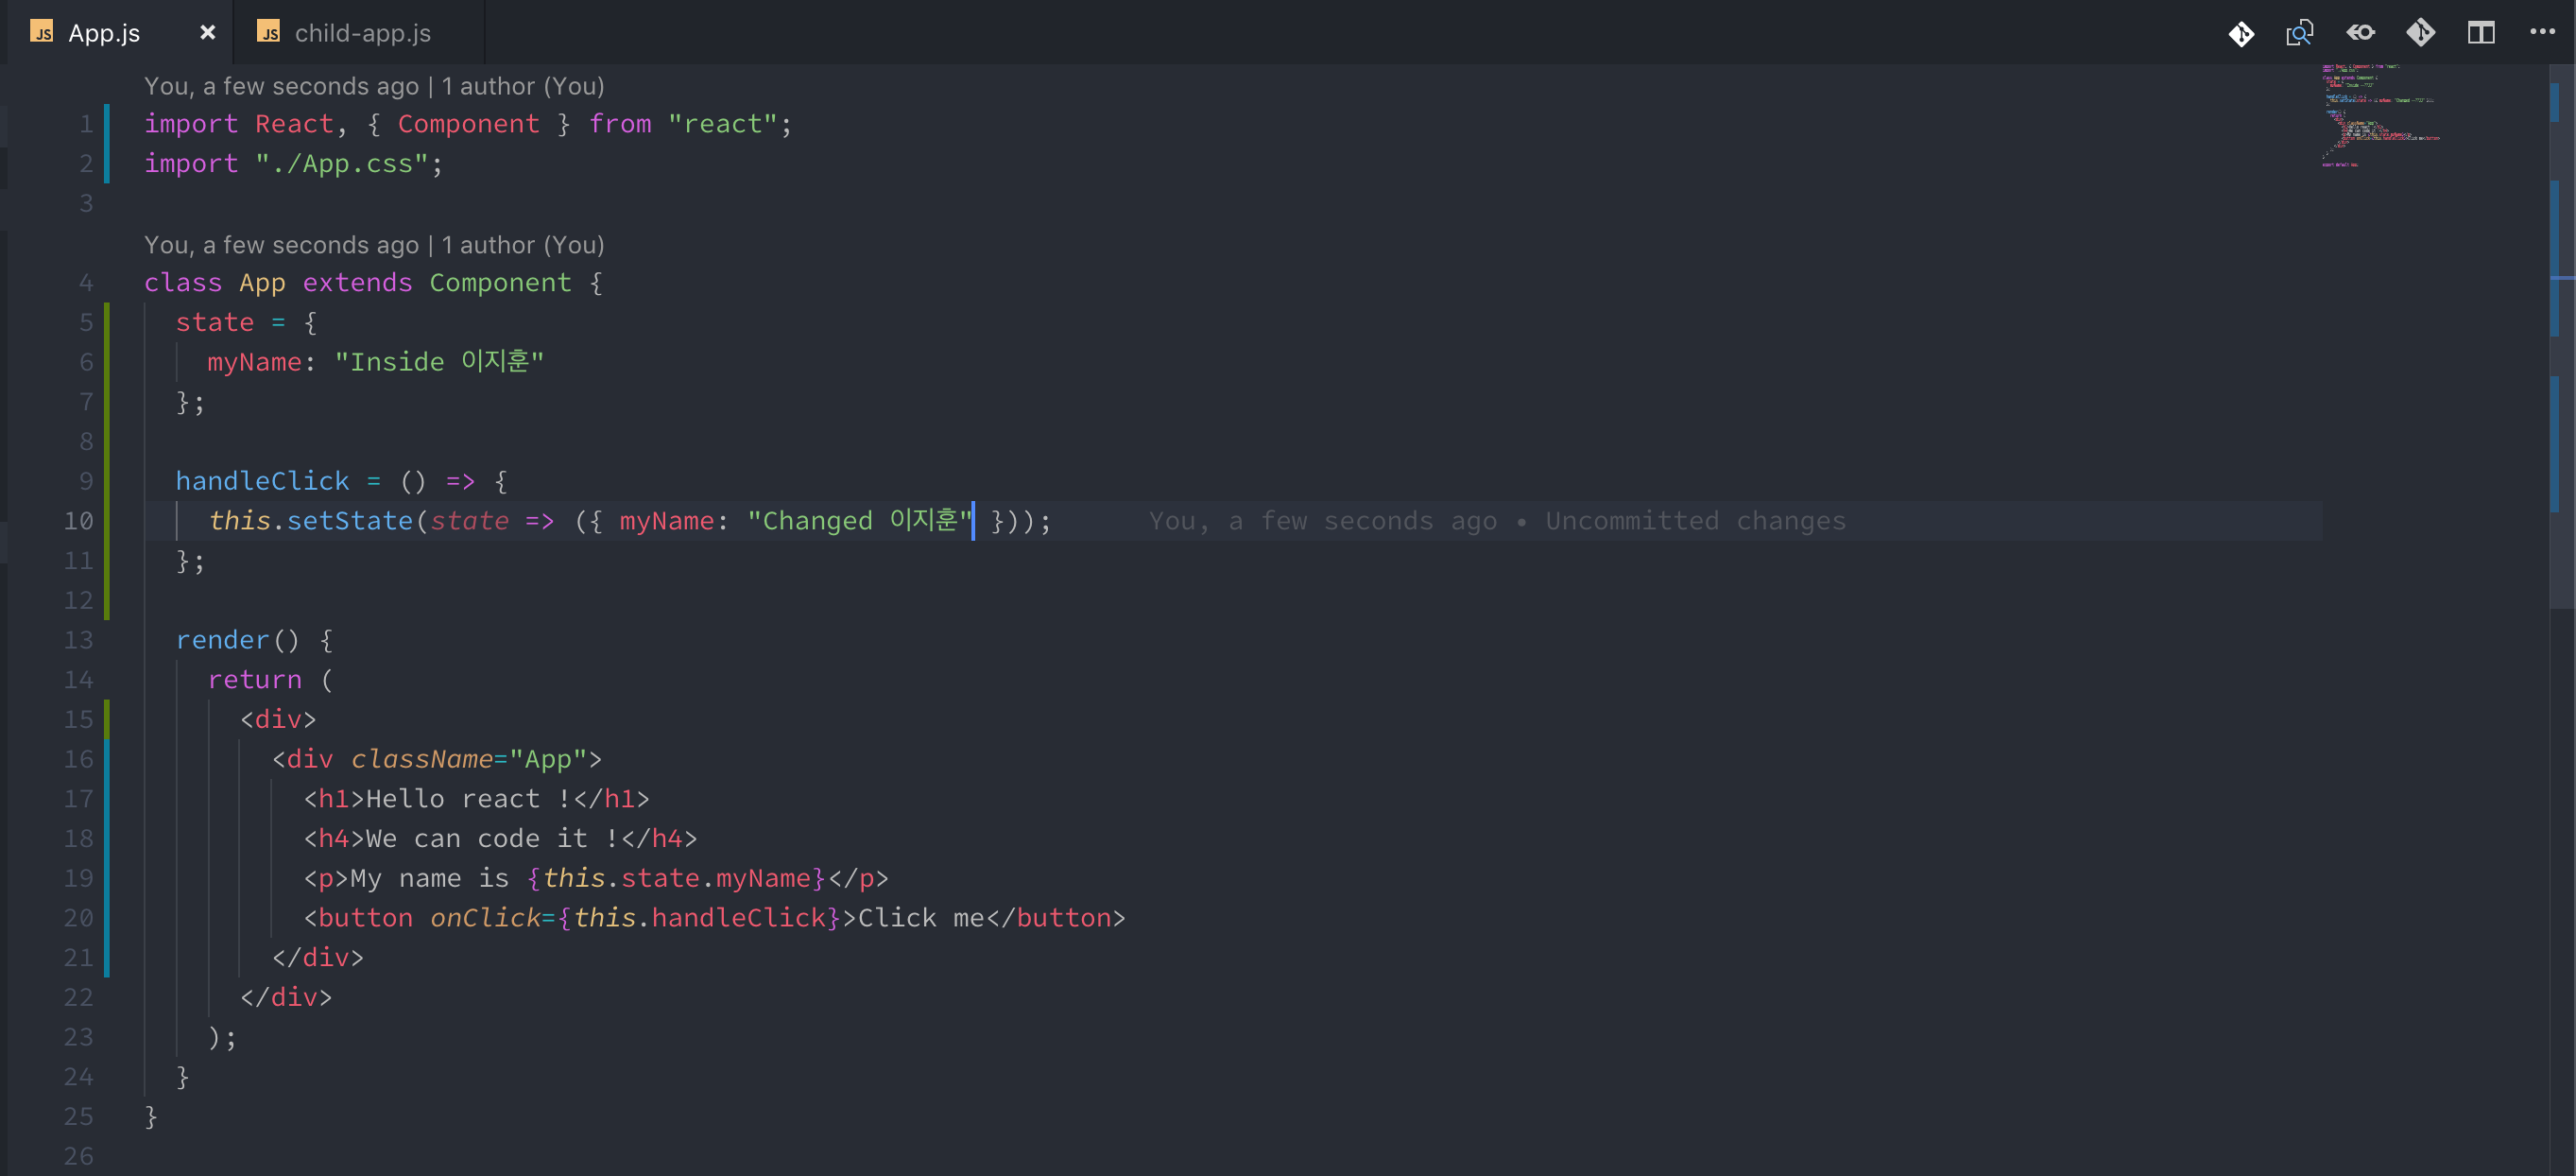 JS App.js × JS child-app.js
You, a few seconds ago | 1 author (You)
1 import React, { Component } from "react";
2 import "./App.css";
3
You, a few seconds ago | 1 author (You)
4 class App extends Component {
5 state = {
6 myName: "Inside 이지훈"
7 };
8
9 handleClick = () => {
10 this.setState(state => ({ myName: "Changed 이지훈" })); You, a few seconds ago • Uncommitted changes
11 };
12
13 render() {
14 return (
15 <div>
16 <div className="App">
17 <h1>Hello react !</h1>
18 <h4>We can code it !</h4>
19 <p>My name is {this.state.myName}</p>
20 <button onClick={this.handleClick}>Click me</button>
21 </div>
22 </div>
23 );
24 }
25 }
26